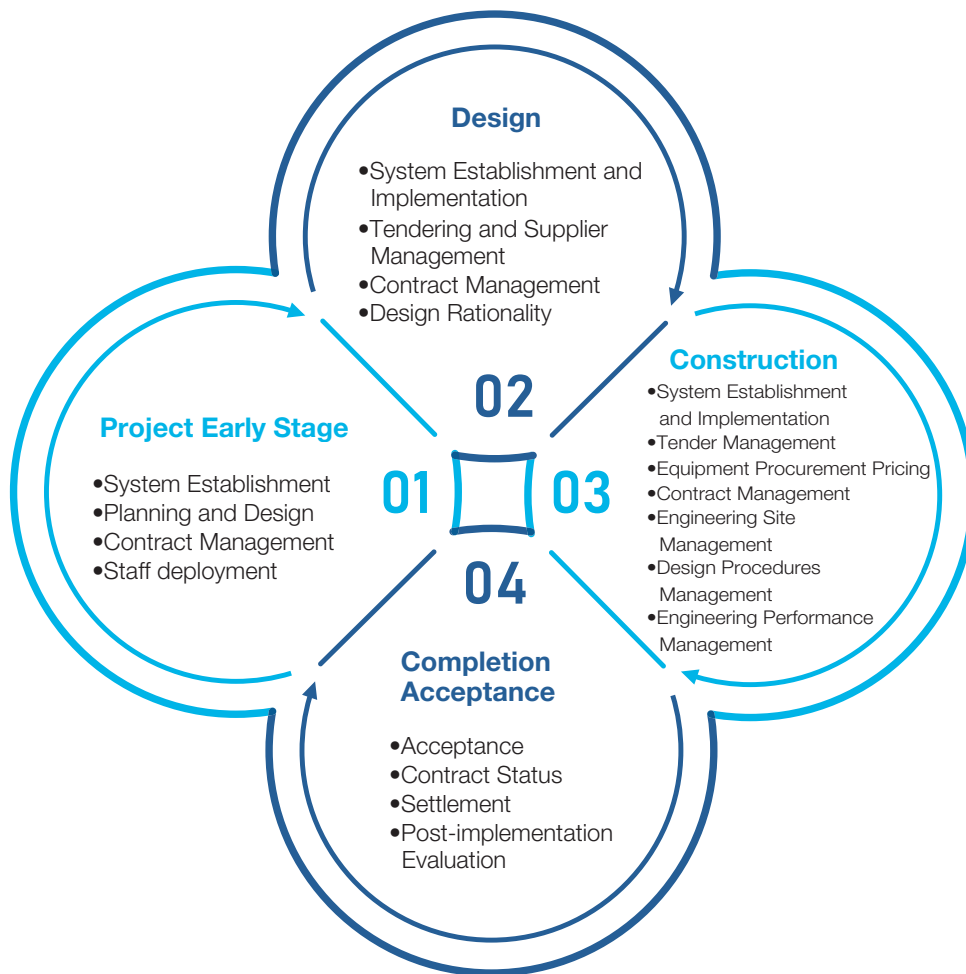 01
Project Early Stage
•System Establishment
•Planning and Design
•Contract Management
•Staff deployment
02
Design
•System Establishment and
Implementation
•Tendering and Supplier
Management
•Contract Management
•Design Rationality
03
Construction
•System Establishment
and Implementation
•Tender Management
•Equipment Procurement Pricing
•Contract Management
•Engineering Site
Management
•Design Procedures
Management
•Engineering Performance
Management
04
Completion
Acceptance
•Acceptance
•Contract Status
•Settlement
•Post-implementation
Evaluation